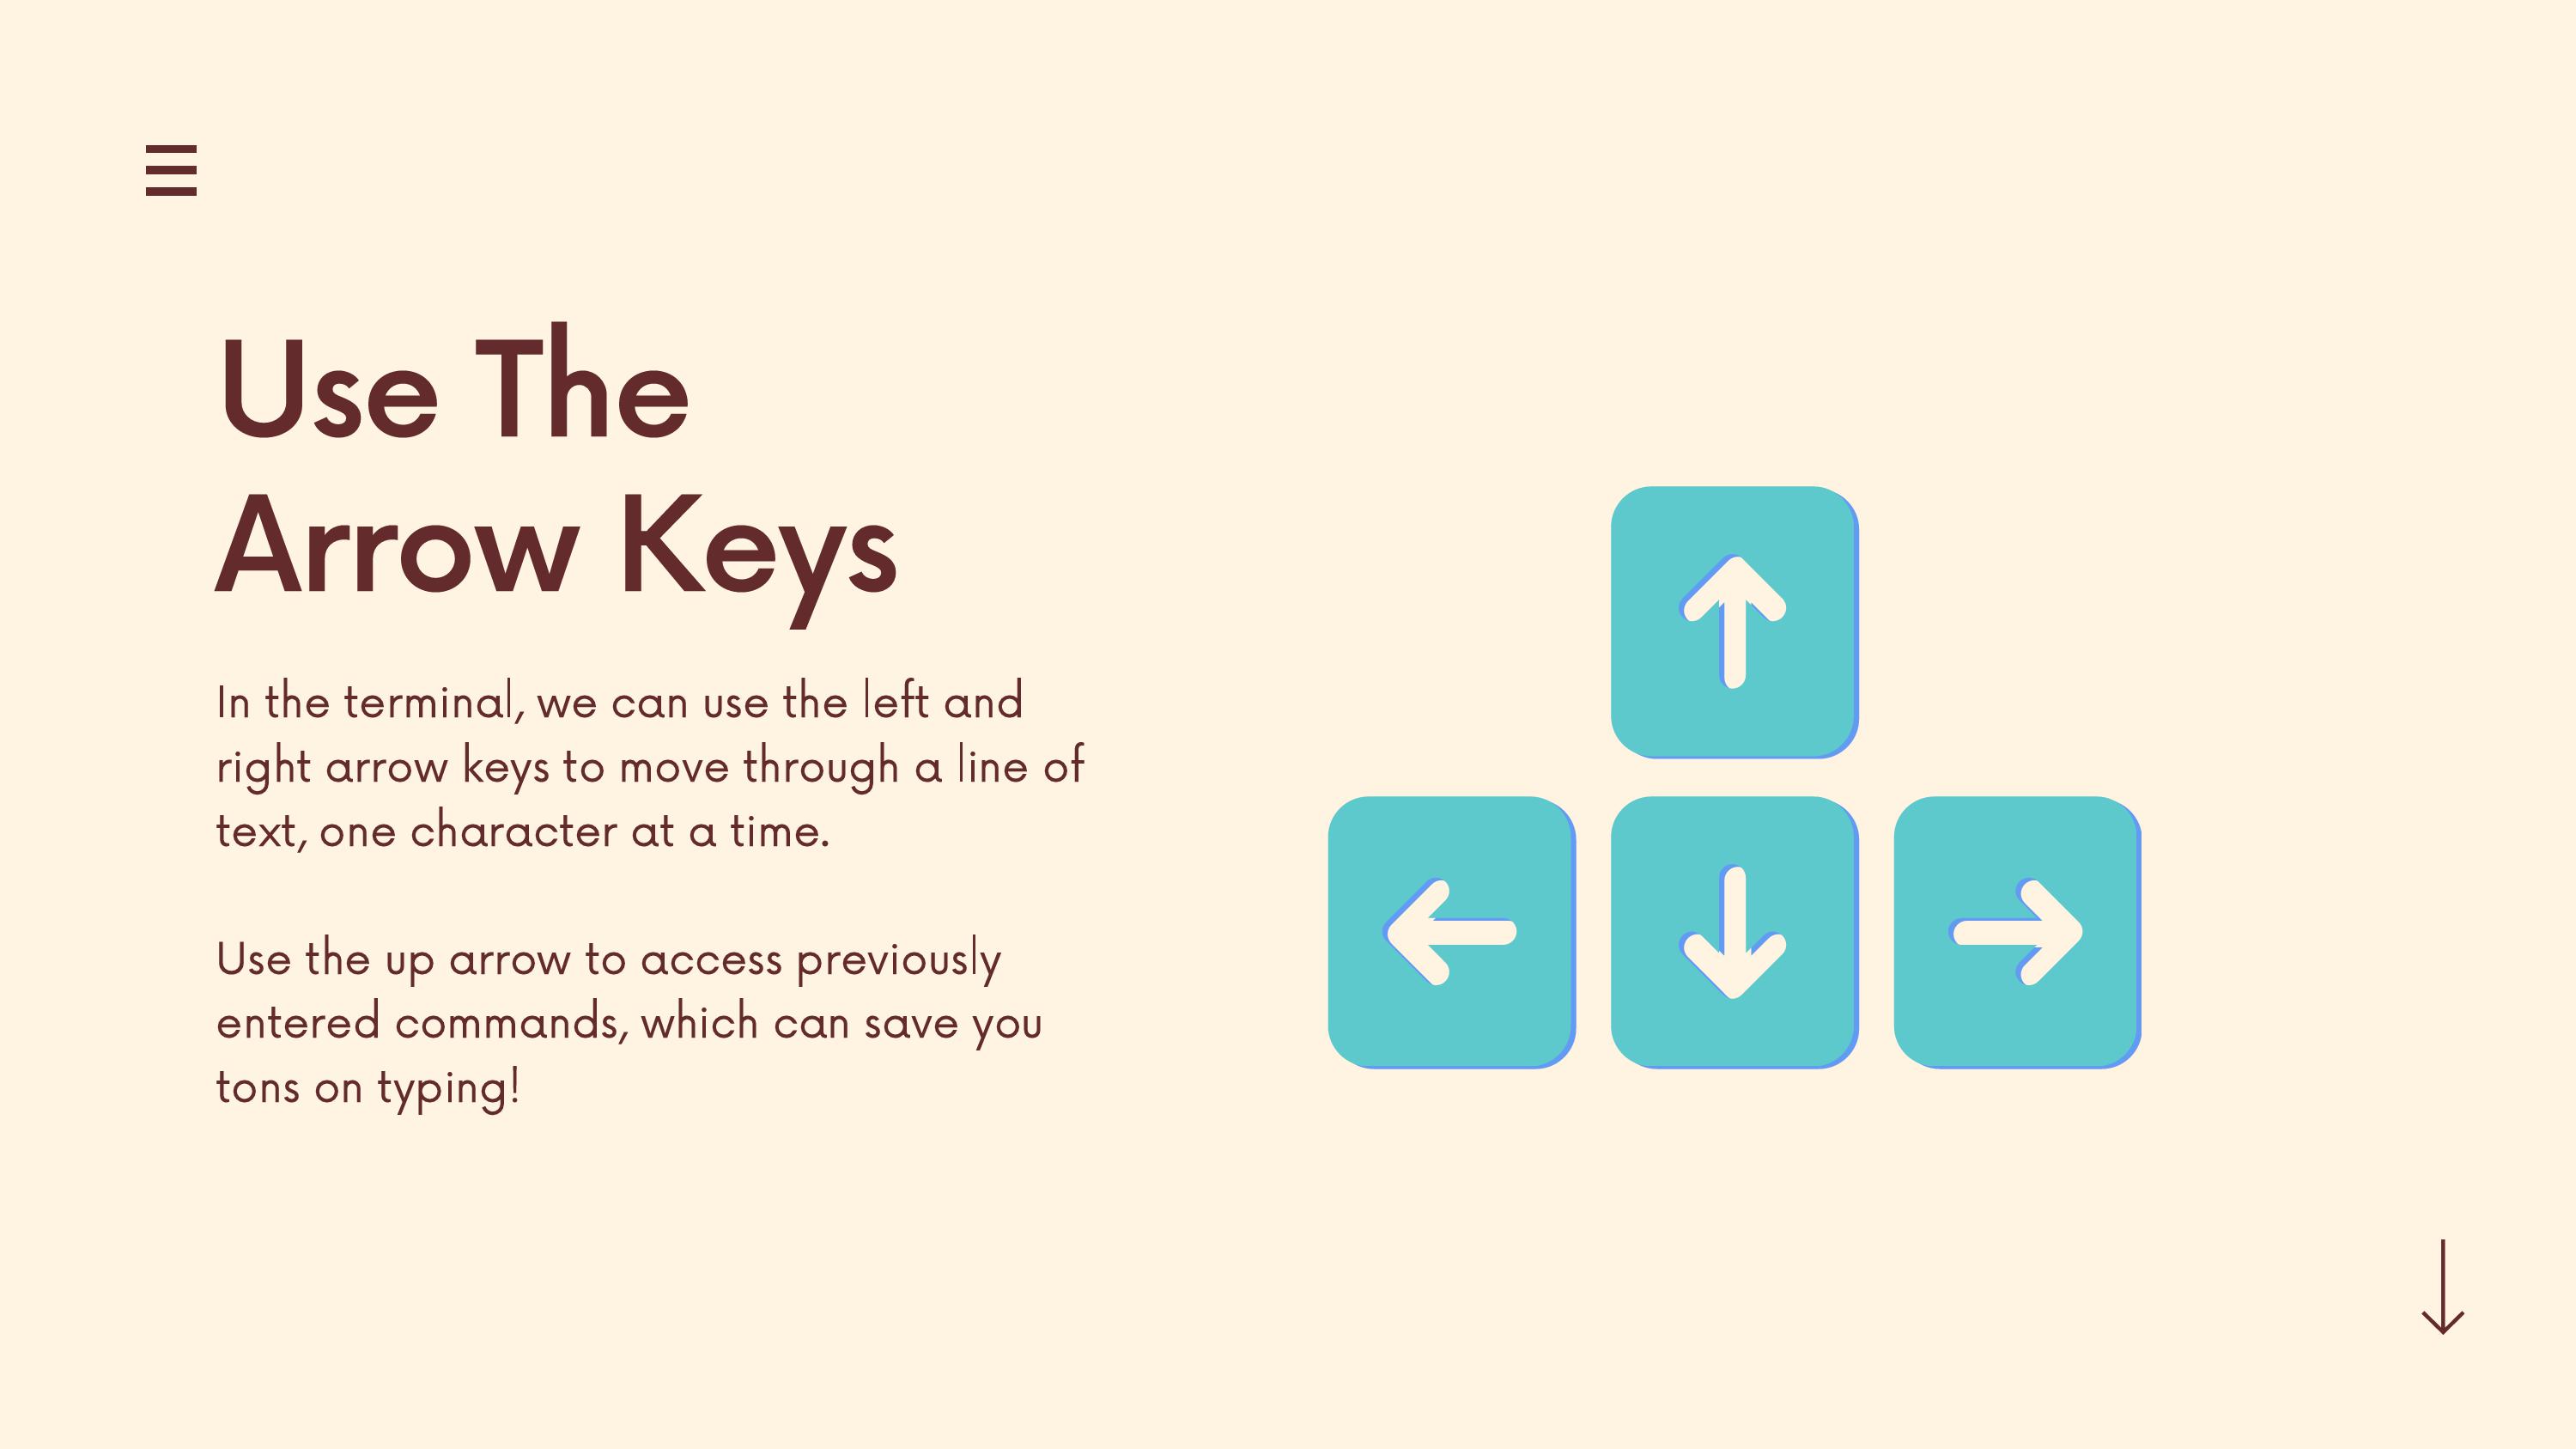 Use The
Arrow Keys
In the terminal, we can use the left and
right arrow keys to move through a line of
text, one character at a time.
Use the up arrow to access previously
entered commands, which can save you
tons on typing!